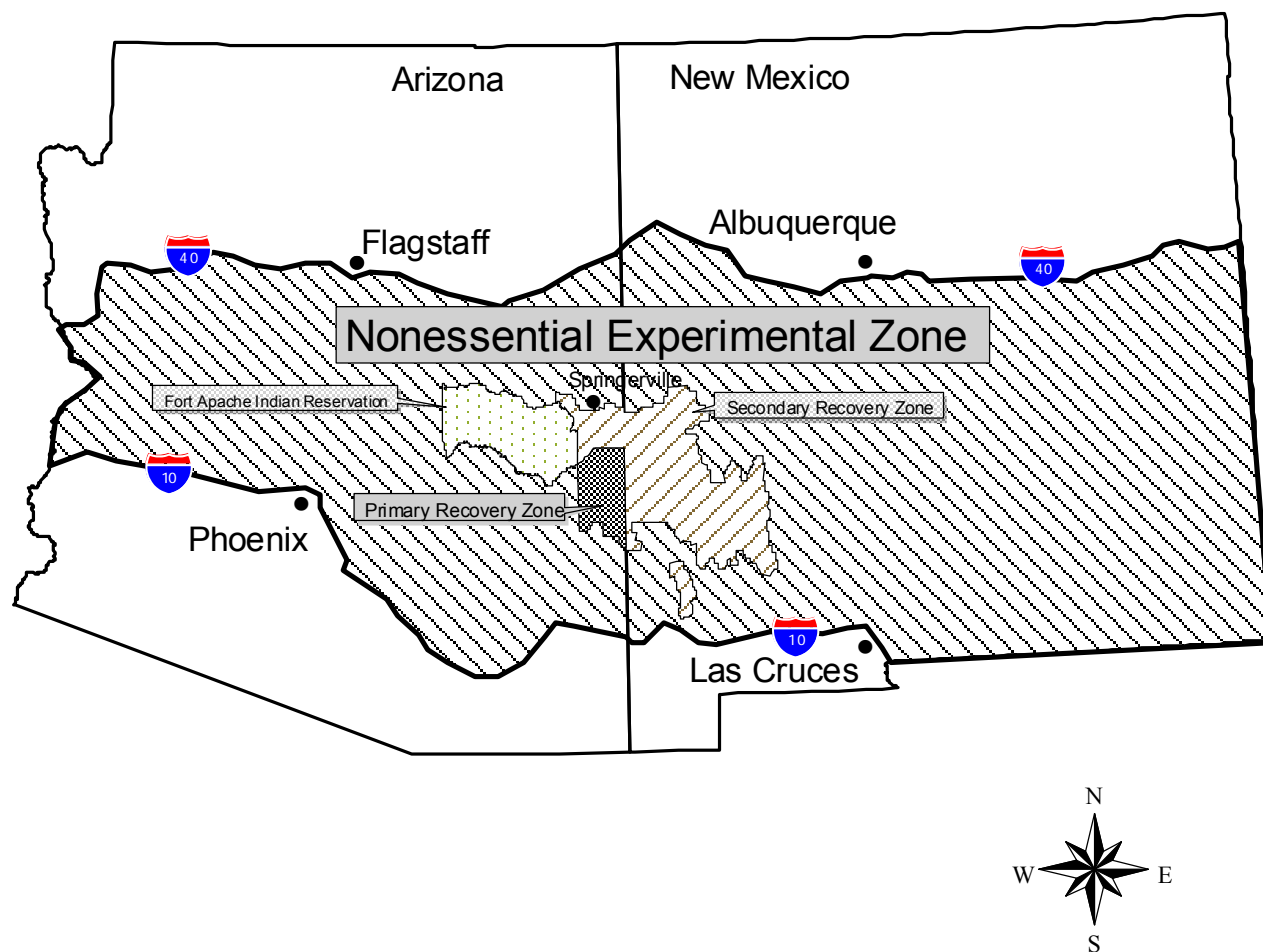 Arizona
New Mexico
Albuquerque
Flagstaff
40
40
Nonessential Experimental Zone
Springerville
Fort Apache Indian Reservation
Secondary Recovery Zone
10
Primary Recovery Zone
Phoenix
10
Las Cruces
N
W
E
S